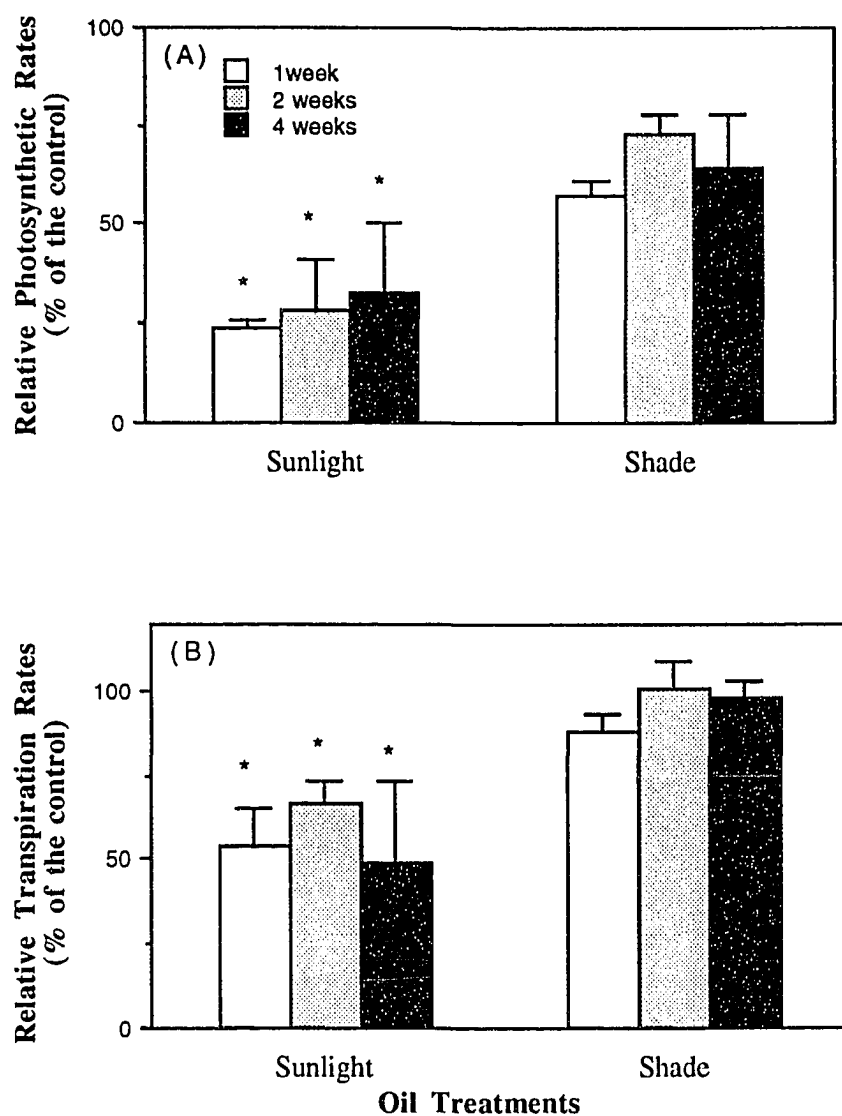 100
(A)
1week
2 weeks
4 weeks
*
*
*
50
0
Relative Photosynthetic Rates
(% of the control)
Sunlight
Shade
(B)
100
*
*
*
50
0
Relative Transpiration Rates
(% of the control)
Sunlight
Shade
Oil Treatments